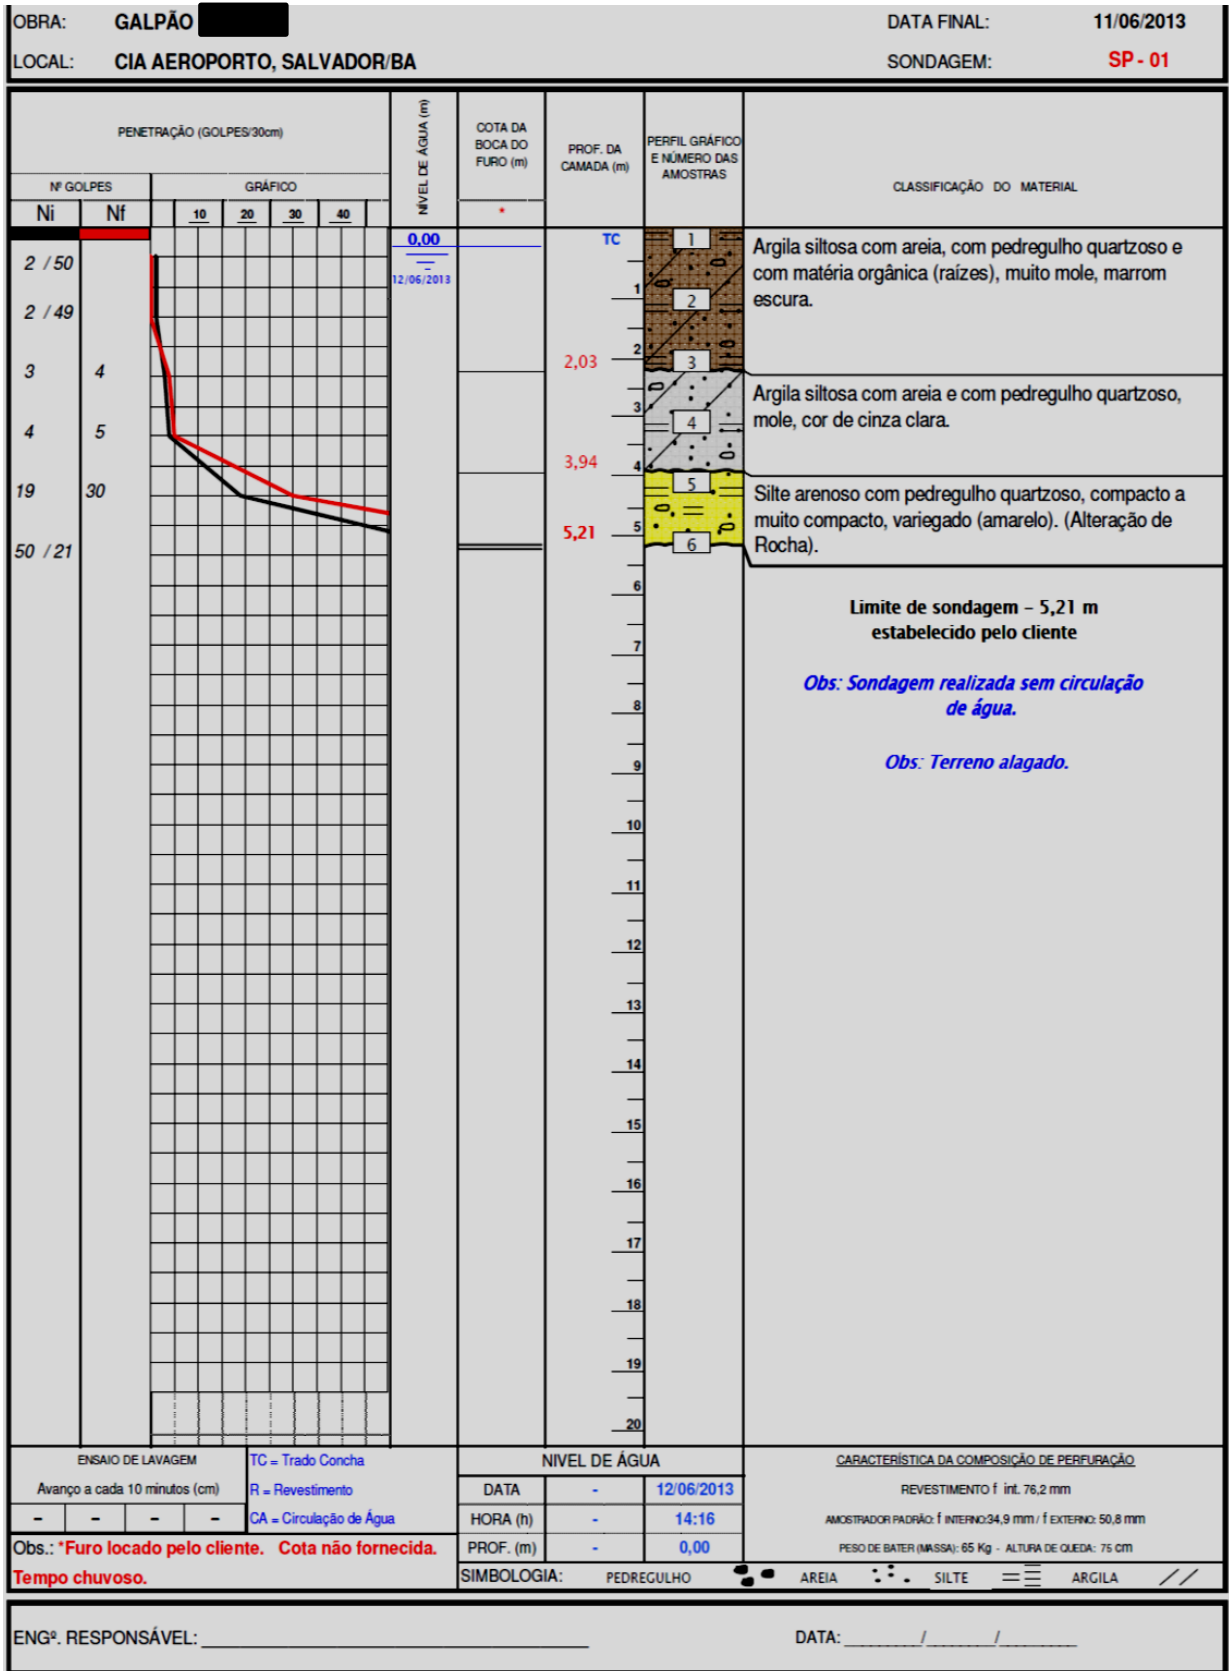 OBRA: GALPÃO
DATA FINAL: 11/06/2013
LOCAL: CIA AEROPORTO, SALVADOR/BA
SONDAGEM: SP - 01
PENETRAÇÃO (GOLPES/30cm)
Nº GOLPES
GRÁFICO
Ni Nf
10 20 30 40
NÍVEL DE ÁGUA (m)
COTA DA
BOCA DO
FURO (m)
*
PROF. DA
CAMADA (m)
PERFIL GRÁFICO
E NÚMERO DAS
AMOSTRAS
CLASSIFICAÇÃO DO MATERIAL
2 / 50
2 / 49
3 4
4 5
19 30
50 / 21
0,00
12/06/2013
TC
2,03
3,94
5,21
1
2
3
4
5
6
7
8
9
10
11
12
13
14
15
16
17
18
19
20
1
2
3
4
5
6
Argila siltosa com areia, com pedregulho quartzoso e
com matéria orgânica (raízes), muito mole, marrom
escura.
Argila siltosa com areia e com pedregulho quartzoso,
mole, cor de cinza clara.
Silte arenoso com pedregulho quartzoso, compacto a
muito compacto, variegado (amarelo). (Alteração de
Rocha).
Limite de sondagem – 5,21 m
estabelecido pelo cliente
Obs: Sondagem realizada sem circulação
de água.
Obs: Terreno alagado.
ENSAIO DE LAVAGEM
Avanço a cada 10 minutos (cm)
- - - -
TC = Trado Concha
R = Revestimento
CA = Circulação de Água
Obs.: *Furo locado pelo cliente. Cota não fornecida.
Tempo chuvoso.
NIVEL DE ÁGUA
DATA - 12/06/2013
HORA (h) - 14:16
PROF. (m) - 0,00
CARACTERÍSTICA DA COMPOSIÇÃO DE PERFURAÇÃO
REVESTIMENTO f int. 76,2 mm
AMOSTRADOR PADRÃO: f INTERNO:34,9 mm / f EXTERNO: 50,8 mm
PESO DE BATER (MASSA): 65 Kg - ALTURA DE QUEDA: 75 cm
SIMBOLOGIA: PEDREGULHO AREIA SILTE ARGILA
ENGº. RESPONSÁVEL: ____________________
DATA: ______/______/______